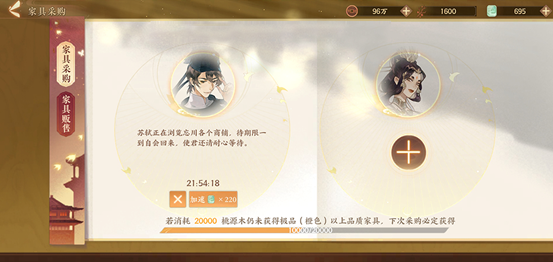 家具采购
96万
1600
695
家具采购
家具贩售
苏轼正在浏览忘川各个商铺，待期限一
到自会回来，使君还请耐心等待。
21:54:18
加速 ×220
若消耗 20000 桃源木仍未获得极品（橙色）以上品质家具，下次采购必定获得
10000/20000